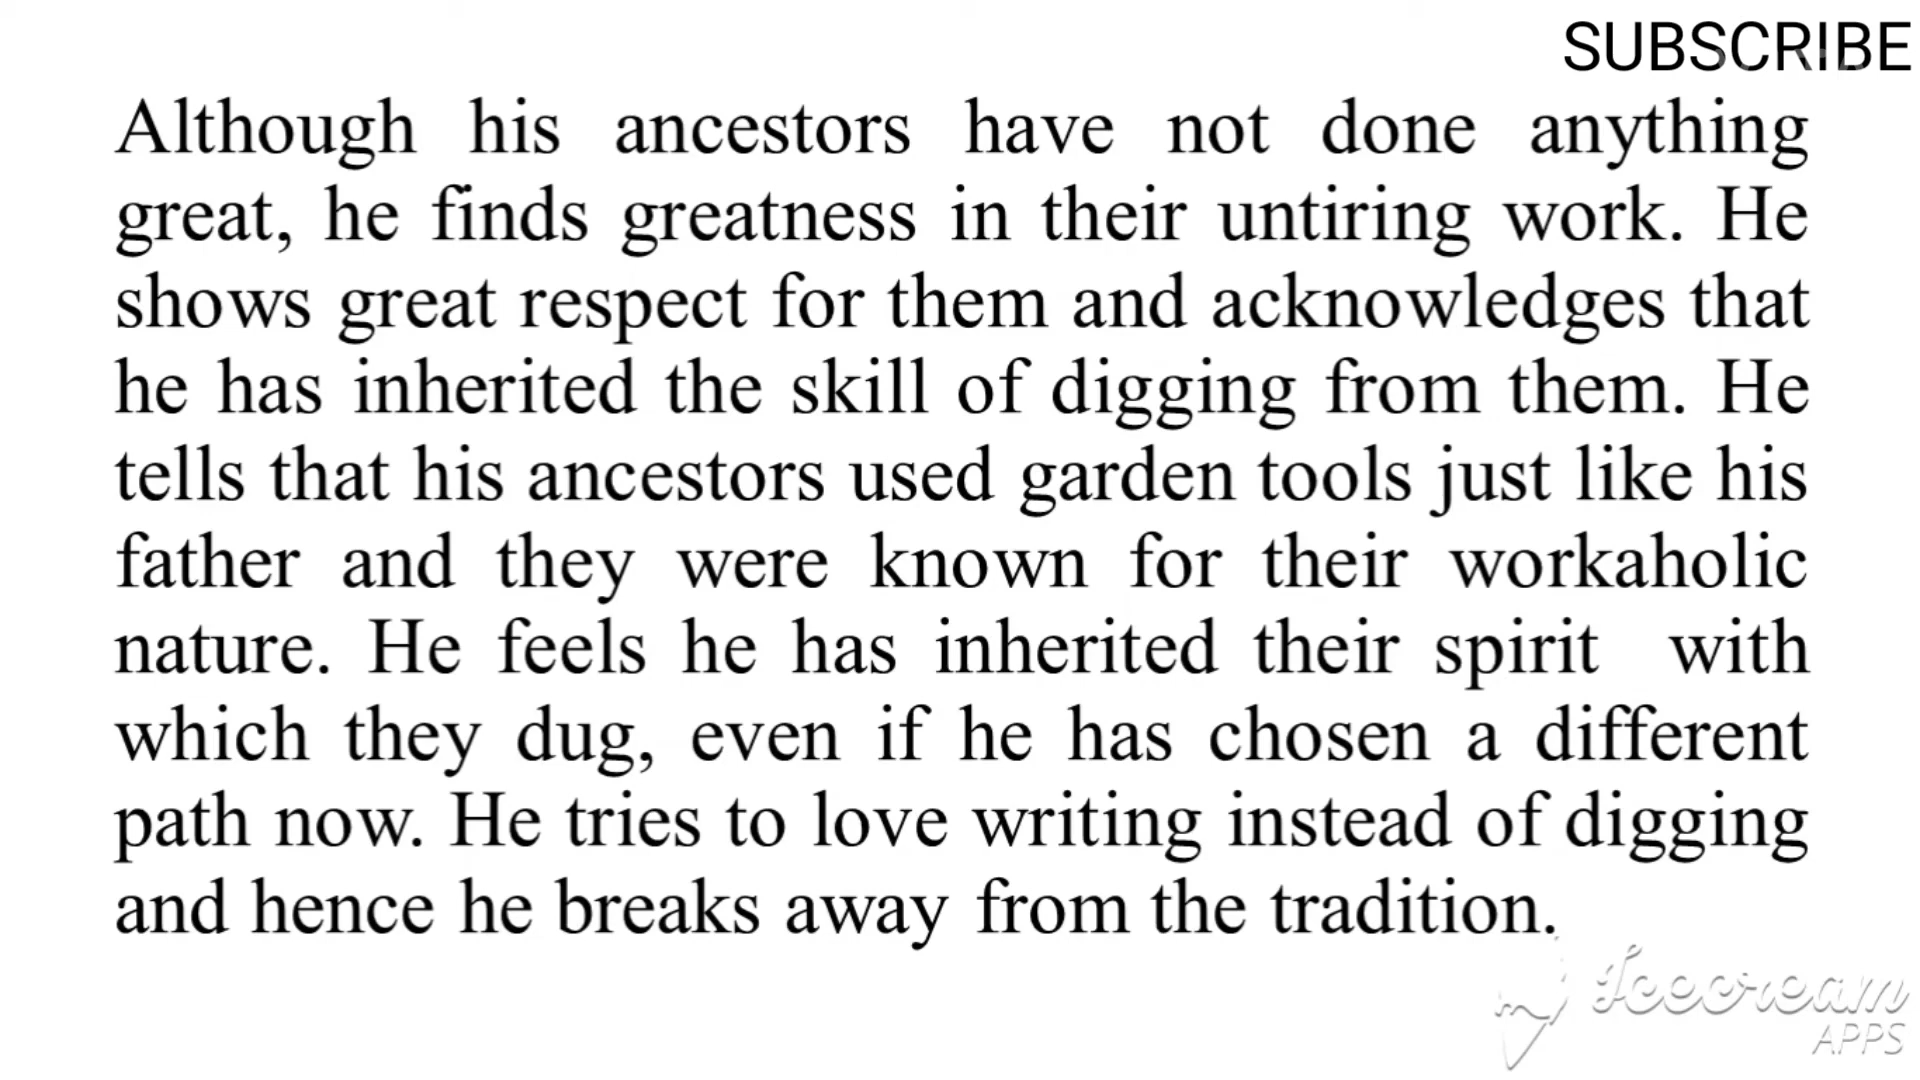 SUBSCRIBE
Although his ancestors have not done anything
great, he finds greatness in their untiring work. He
shows great respect for them and acknowledges that
he has inherited the skill of digging from them. He
tells that his ancestors used garden tools just like his
father and they were known for their workaholic
nature. He feels he has inherited their spirit with
which they dug, even if he has chosen a different
path now. He tries to love writing instead of digging
and hence he breaks away from the tradition.
Icecream
APPS